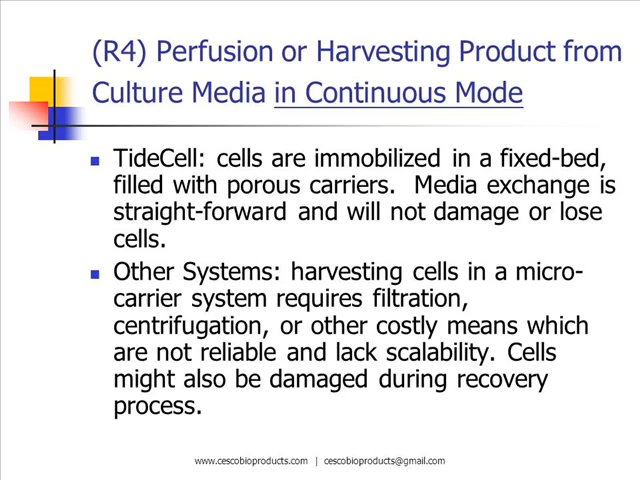 (R4) Perfusion or Harvesting Product from
Culture Media in Continuous Mode
TideCell: cells are immobilized in a fixed-bed,
filled with porous carriers.  Media exchange is
straight-forward and will not damage or lose
cells.
Other Systems: harvesting cells in a micro-
carrier system requires filtration,
centrifugation, or other costly means which
are not reliable and lack scalability. Cells
might also be damaged during recovery
process.
www.cescobioproducts.com | cescobioproducts@gmail.com